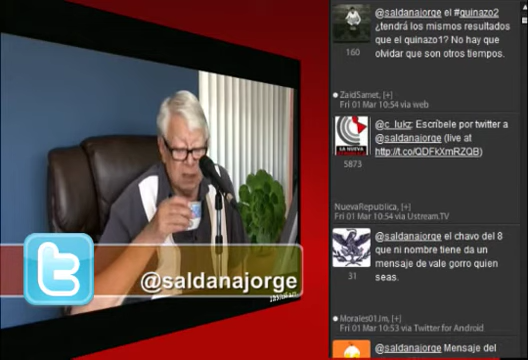 @saldanajorge
@saldanajorge el #quinazo2
¿tendrá los mismos resultados
que el quinazo1? No hay que
olvidar que son otros tiempos.
160
ZaidSamet, [+]
Fri 01 Mar 10:54 via web
@c_lukz: Escríbele por twitter a
@saldanajorge (live at
http://t.co/QDFkXmRZQB)
LA NUEVA
5873
NuevaRepublica, [+]
Fri 01 Mar 10:54 via Ustream.TV
@saldanajorge el chavo del 8
que ni nombre tiene da un
mensaje de vale gorro quien
seas.
31
Morales01Jm, [+]
Fri 01 Mar 10:53 via Twitter for Android
@saldanajorge Mensaje del